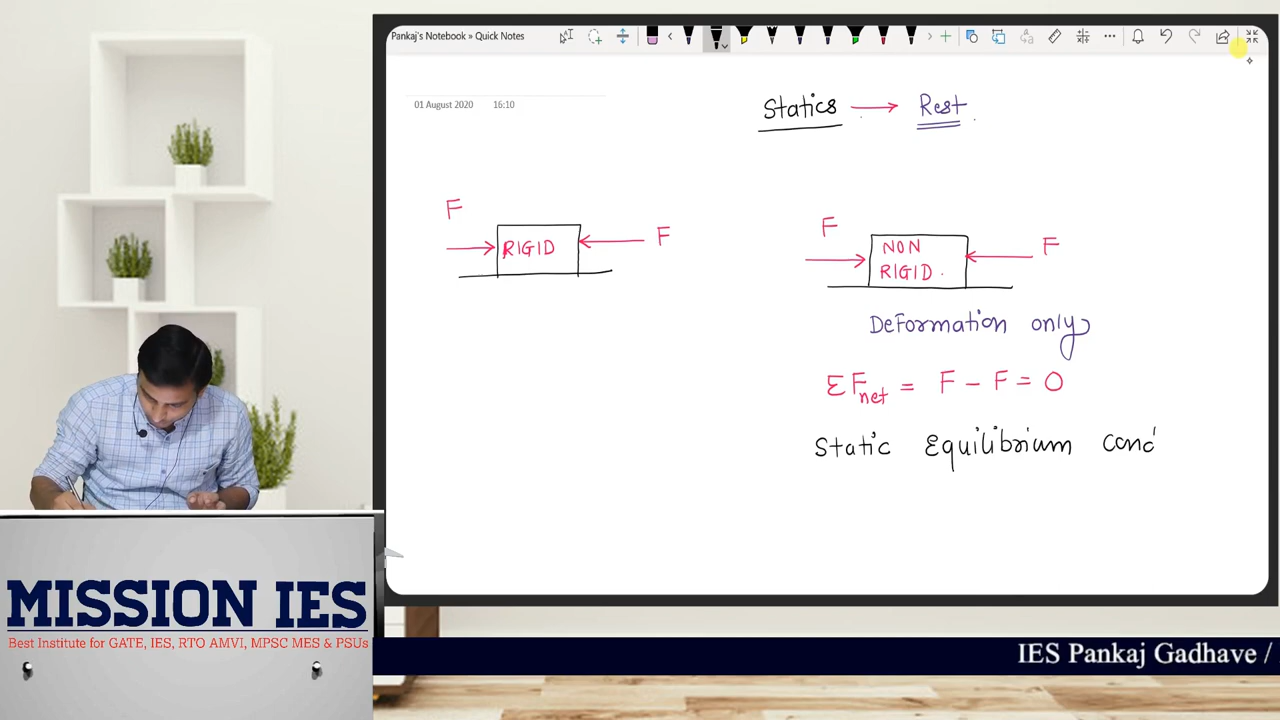 Pankaj's Notebook » Quick Notes
01 August 2020 16:10
Statics → Rest
F
RIGID
F
F
NON
RIGID.
F
Deformation only
ΣFnet = F - F = 0
Static Equilibrium cond
MISSION IES
Best Institute for GATE, IES, RTO AMVI, MPSC MES & PSUs
IES Pankaj Gadhave /